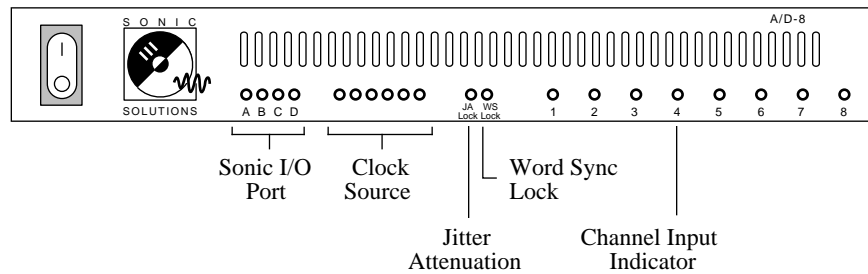 S O N I C
A/D-8
SOLUTIONS
A B C D
JA Lock
WS Lock
1 2 3 4 5 6 7 8
Sonic I/O
Port
Clock
Source
Word Sync
Lock
Jitter
Attenuation
Channel Input
Indicator